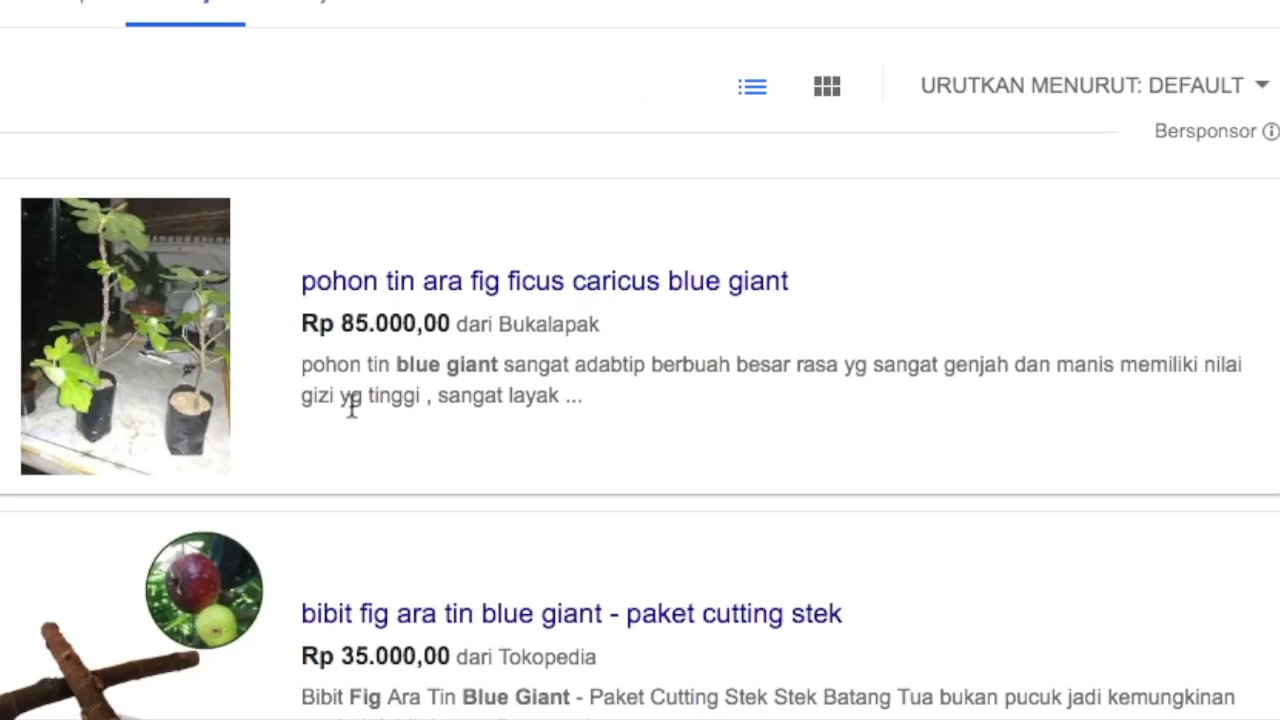 URUTKAN MENURUT: DEFAULT
Bersponsor
pohon tin ara fig ficus caricus blue giant
Rp 85.000,00 dari Bukalapak
pohon tin blue giant sangat adabtip berbuah besar rasa yg sangat genjah dan manis memiliki nilai
gizi yg tinggi , sangat layak ...
bibit fig ara tin blue giant - paket cutting stek
Rp 35.000,00 dari Tokopedia
Bibit Fig Ara Tin Blue Giant - Paket Cutting Stek Stek Batang Tua bukan pucuk jadi kemungkinan